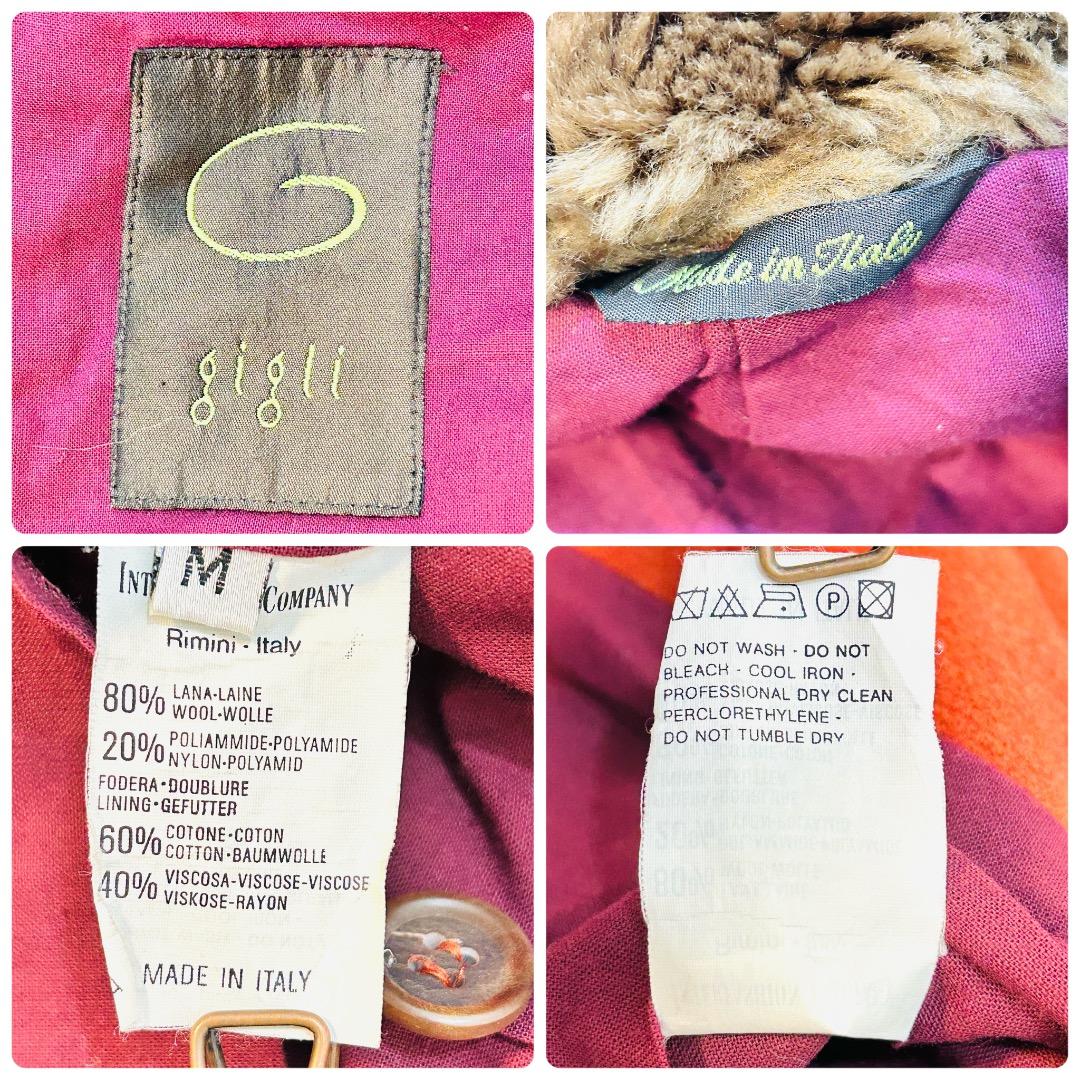 G
gigli
Made in Italy
M
INT COMPANY
Rimini - Italy
80% LANA-LAINE
WOOL-WOLLE
20% POLIAMMIDE-POLYAMIDE
NYLON-POLYAMID
FODERA-DOUBLURE
LINING-GEFUTTER
60% COTONE-COTON
COTTON-BAUMWOLLE
40% VISCOSA-VISCOSE-VISCOSE
VISKOSE-RAYON
MADE IN ITALY
P
DO NOT WASH - DO NOT
BLEACH - COOL IRON -
PROFESSIONAL DRY CLEAN
PERCLORETHYLENE -
DO NOT TUMBLE DRY